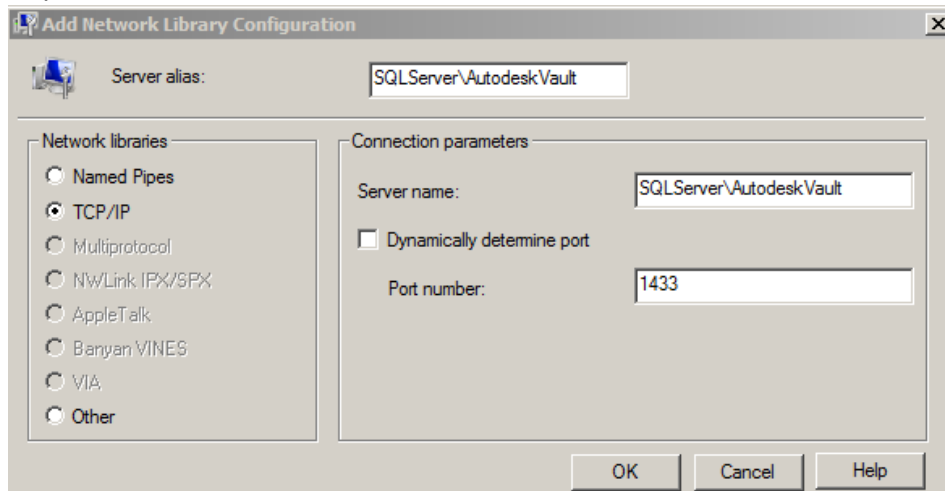 Add Network Library Configuration
Server alias:
SQLServer\AutodeskVault
Network libraries
Named Pipes
TCP/IP
Multiprotocol
NWLink IPX/SPX
AppleTalk
Banyan VINES
VIA
Other
Connection parameters
Server name:
SQLServer\AutodeskVault
Dynamically determine port
Port number:
1433
OK
Cancel
Help